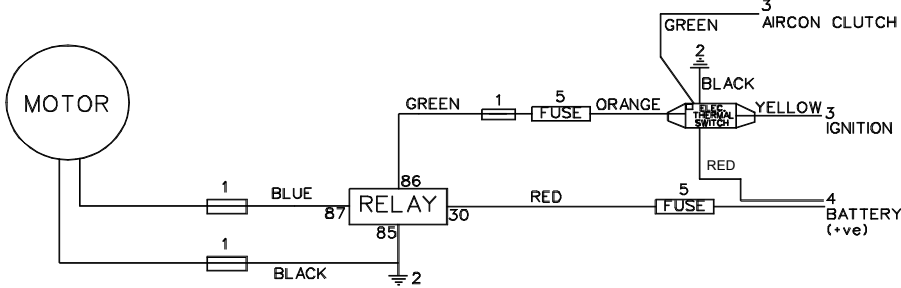 3
GREEN
AIRCON CLUTCH
2
BLACK
MOTOR
GREEN
1
5
FUSE
ORANGE
ELEC.
THERMAL
SWITCH
YELLOW
3
IGNITION
RED
86
1
BLUE
87
RELAY
30
RED
5
FUSE
4
BATTERY
(+ve)
85
1
BLACK
2